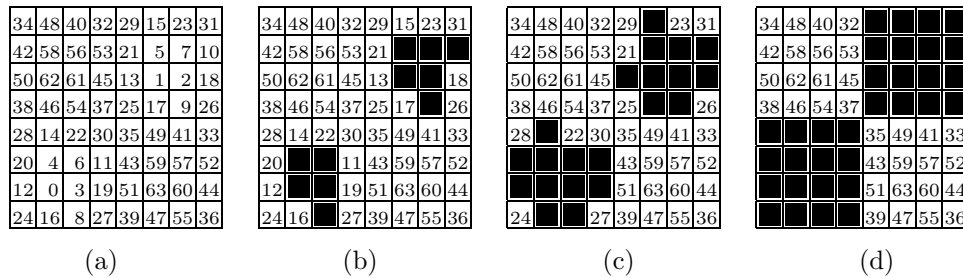 34 48 40 32 29 15 23 31 34 48 40 32 29 15 23 31 34 48 40 32 29 23 31 34 48 40 32
42 58 56 53 21 5 7 10 42 58 56 53 21 42 58 56 53 21 42 58 56 53
50 62 61 45 13 1 2 18 50 62 61 45 13 18 50 62 61 45 50 62 61 45
38 46 54 37 25 17 9 26 38 46 54 37 25 17 26 38 46 54 37 25 26 38 46 54 37
28 14 22 30 35 49 41 33 28 14 22 30 35 49 41 33 28 22 30 35 49 41 33 35 49 41 33
20 4 6 11 43 59 57 52 20 11 43 59 57 52 43 59 57 52 43 59 57 52
12 0 3 19 51 63 60 44 12 19 51 63 60 44 51 63 60 44 51 63 60 44
24 16 8 27 39 47 55 36 24 16 27 39 47 55 36 24 27 39 47 55 36 39 47 55 36
(a) (b) (c) (d)